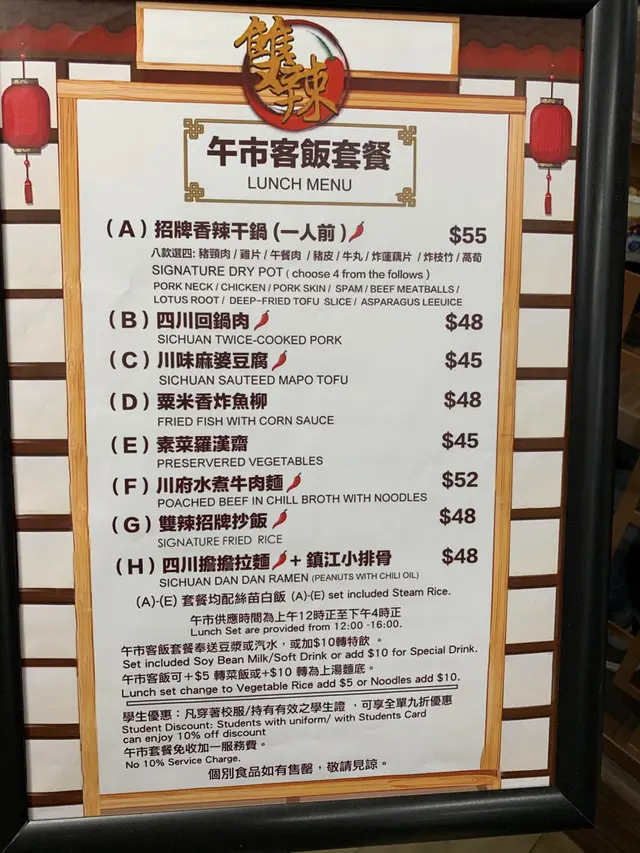 雙辣
午市客飯套餐
LUNCH MENU
(A) 招牌香辣干鍋 (一人前) $55
八款選四: 豬頸肉 / 雞片 / 午餐肉 / 豬皮 / 牛丸 / 炸蓮藕片 / 炸枝竹 / 萵筍
SIGNATURE DRY POT ( choose 4 from the follows )
PORK NECK / CHICKEN / PORK SKIN / SPAM / BEEF MEATBALLS /
LOTUS ROOT / DEEP-FRIED TOFU SLICE / ASPARAGUS LEEUICE
(B) 四川回鍋肉 $48
SICHUAN TWICE-COOKED PORK
(C) 川味麻婆豆腐 $45
SICHUAN SAUTEED MAPO TOFU
(D) 粟米香炸魚柳 $48
FRIED FISH WITH CORN SAUCE
(E) 素菜羅漢齋 $45
PRESERVERED VEGETABLES
(F) 川府水煮牛肉麵 $52
POACHED BEEF IN CHILL BROTH WITH NOODLES
(G) 雙辣招牌抄飯 $48
SIGNATURE FRIED RICE
(H) 四川擔擔拉麵 + 鎮江小排骨 $48
SICHUAN DAN DAN RAMEN (PEANUTS WITH CHILI OIL)
(A)-(E) 套餐均配絲苗白飯 (A)-(E) set included Steam Rice.
午市供應時間為上午12時正至下午4時正
Lunch Set are provided from 12:00 -16:00.
午市客飯套餐奉送豆漿或汽水，或加$10轉特飲 。
Set included Soy Bean Milk/Soft Drink or add $10 for Special Drink.
午市客飯可＋$5 轉菜飯或+$10 轉為上湯麵底。
Lunch set change to Vegetable Rice add $5 or Noodles add $10.
學生優惠：凡穿著校服/持有有效之學生證 ，可享全單九折優惠
Student Discount: Students with uniform/ with Students Card
can enjoy 10% off discount
午市套餐免收加一服務費。
No 10% Service Charge.
個別食品如有售罄，敬請見諒。